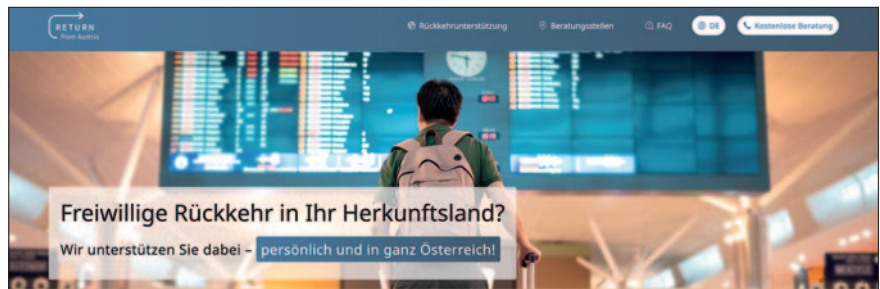 RETURN
from Austria
Rückkehrunterstützung
Beratungsstellen
FAQ
DE
Kostenlose Beratung
Freiwillige Rückkehr in Ihr Herkunftsland?
Wir unterstützen Sie dabei – persönlich und in ganz Österreich!